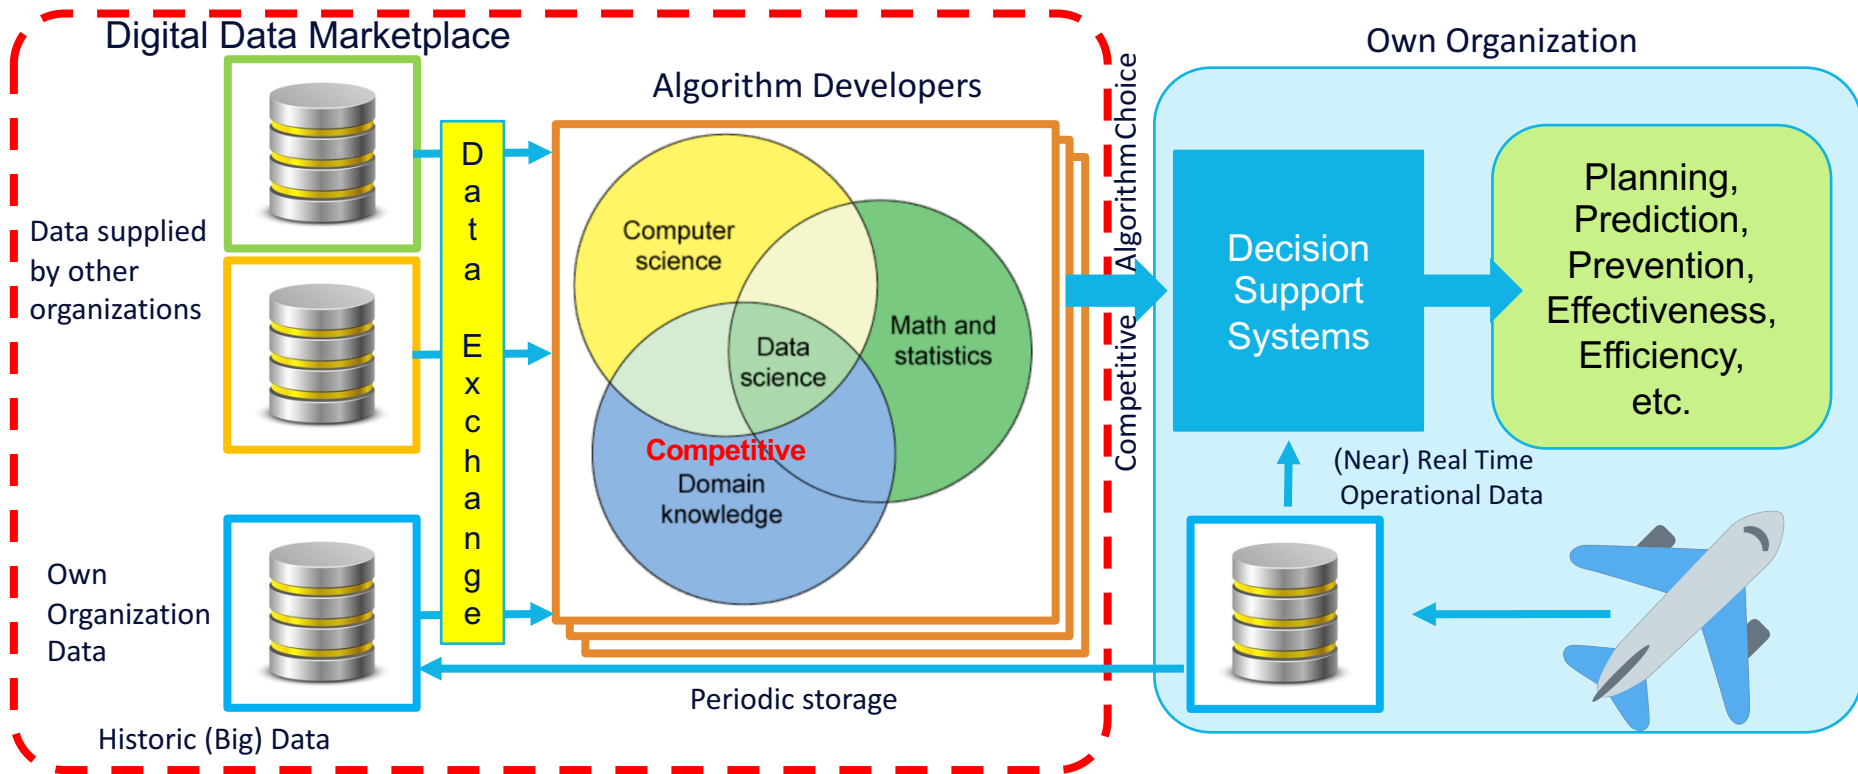 Digital Data Marketplace
Own Organization
Algorithm Developers
Data supplied
by other
organizations
Own
Organization
Data
Historic (Big) Data
Data Exchange
Computer
science
Math and
statistics
Data
science
Competitive
Domain
knowledge
Competitive Algorithm Choice
Decision
Support
Systems
Planning,
Prediction,
Prevention,
Effectiveness,
Efficiency,
etc.
(Near) Real Time
Operational Data
Periodic storage